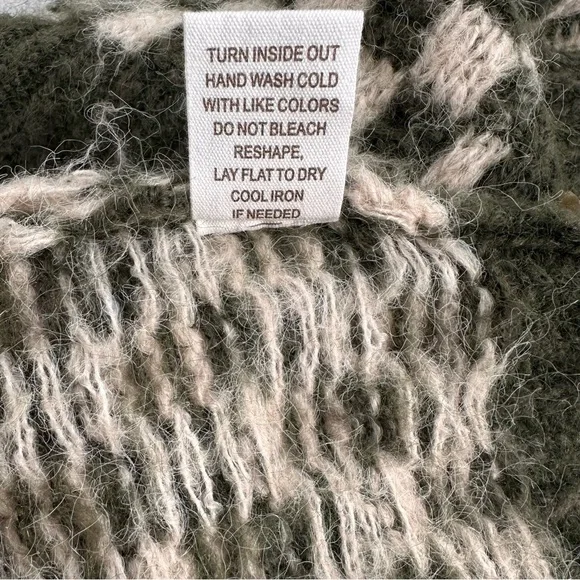 TURN INSIDE OUT
HAND WASH COLD
WITH LIKE COLORS
DO NOT BLEACH
RESHAPE,
LAY FLAT TO DRY
COOL IRON
IF NEEDED